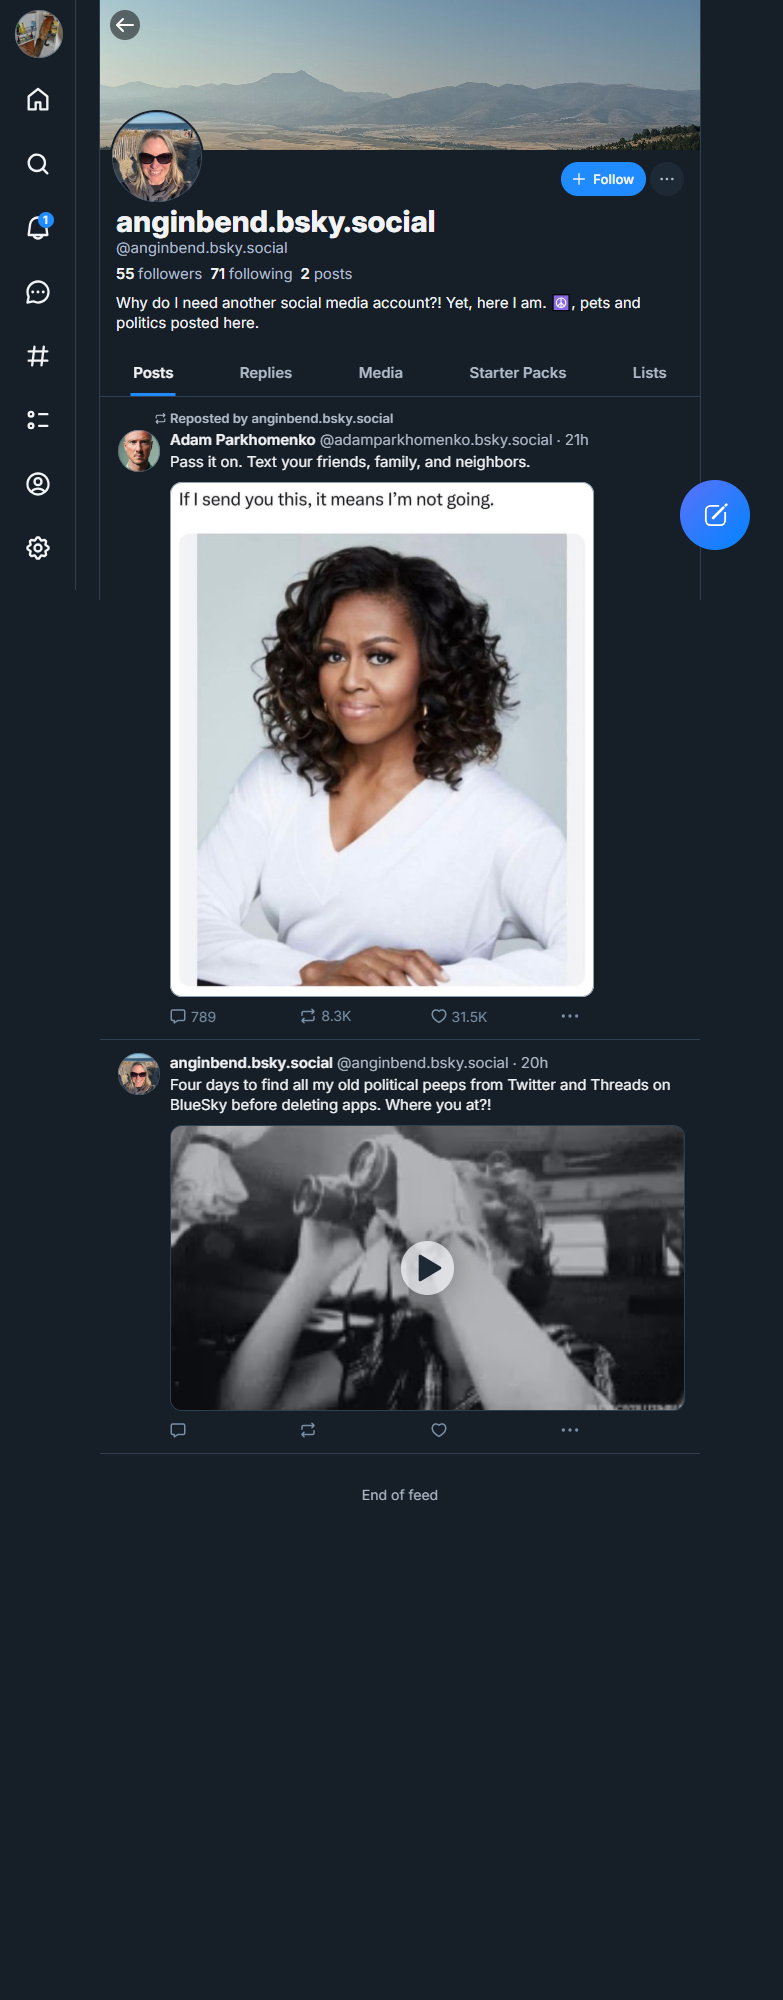 1
Follow
anginbend.bsky.social
@anginbend.bsky.social
55 followers 71 following 2 posts
Why do I need another social media account?! Yet, here I am. ☮️, pets and
politics posted here.
Posts Replies Media Starter Packs Lists
Reposted by anginbend.bsky.social
Adam Parkhomenko @adamparkhomenko.bsky.social · 21h
Pass it on. Text your friends, family, and neighbors.
If I send you this, it means I'm not going.
789 8.3K 31.5K
anginbend.bsky.social @anginbend.bsky.social · 20h
Four days to find all my old political peeps from Twitter and Threads on
BlueSky before deleting apps. Where you at?!
End of feed